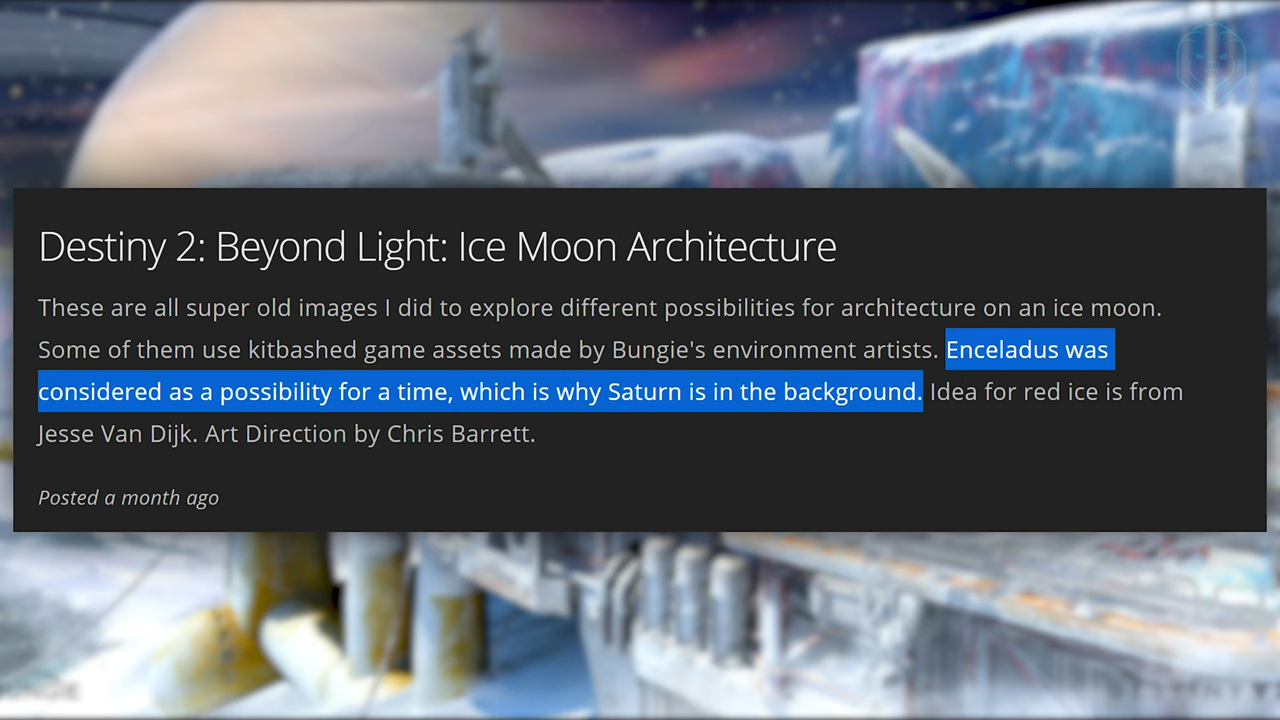 Destiny 2: Beyond Light: Ice Moon Architecture
These are all super old images I did to explore different possibilities for architecture on an ice moon.
Some of them use kitbashed game assets made by Bungie's environment artists. Enceladus was
considered as a possibility for a time, which is why Saturn is in the background. Idea for red ice is from
Jesse Van Dijk. Art Direction by Chris Barrett.
Posted a month ago